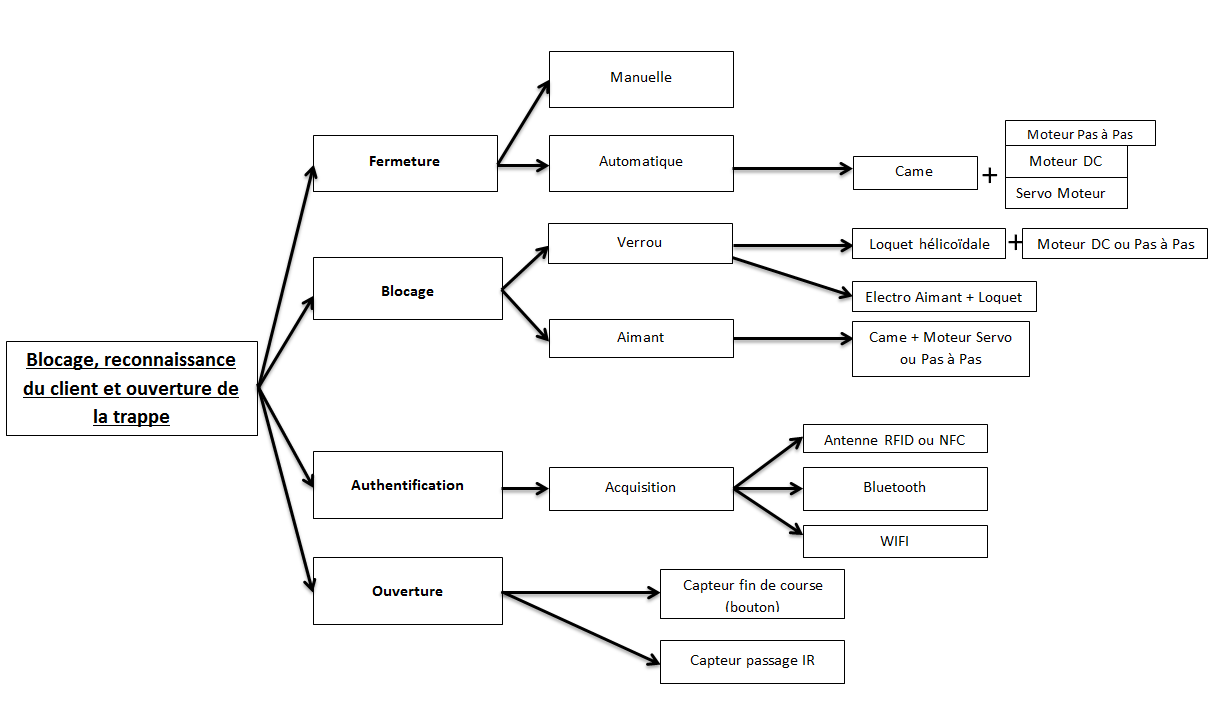 Manuelle
Fermeture
Automatique
Came
+
Moteur Pas à Pas
Moteur DC
Servo Moteur
Blocage
Verrou
Loquet hélicoïdale
+
Moteur DC ou Pas à Pas
Electro Aimant + Loquet
Aimant
Came + Moteur Servo
ou Pas à Pas
Blocage, reconnaissance
du client et ouverture de
la trappe
Authentification
Acquisition
Antenne RFID ou NFC
Bluetooth
WIFI
Ouverture
Capteur fin de course
(bouton)
Capteur passage IR